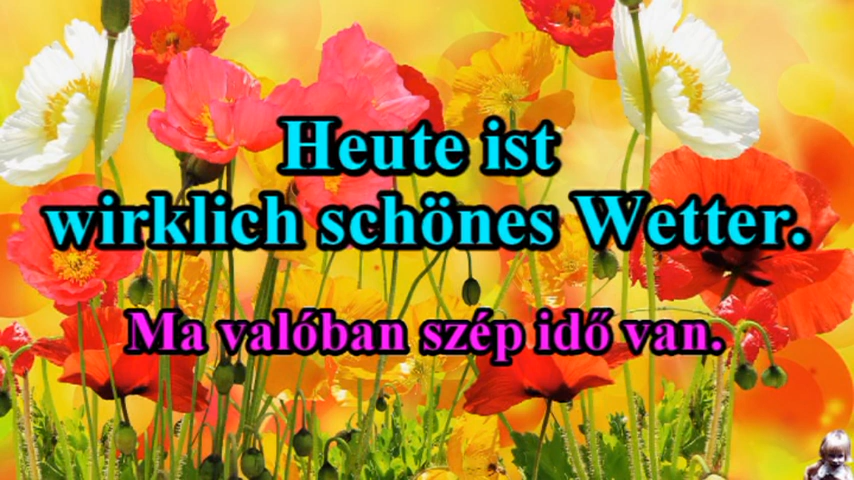 Heute ist
wirklich schönes Wetter.
Ma valóban szép idő van.